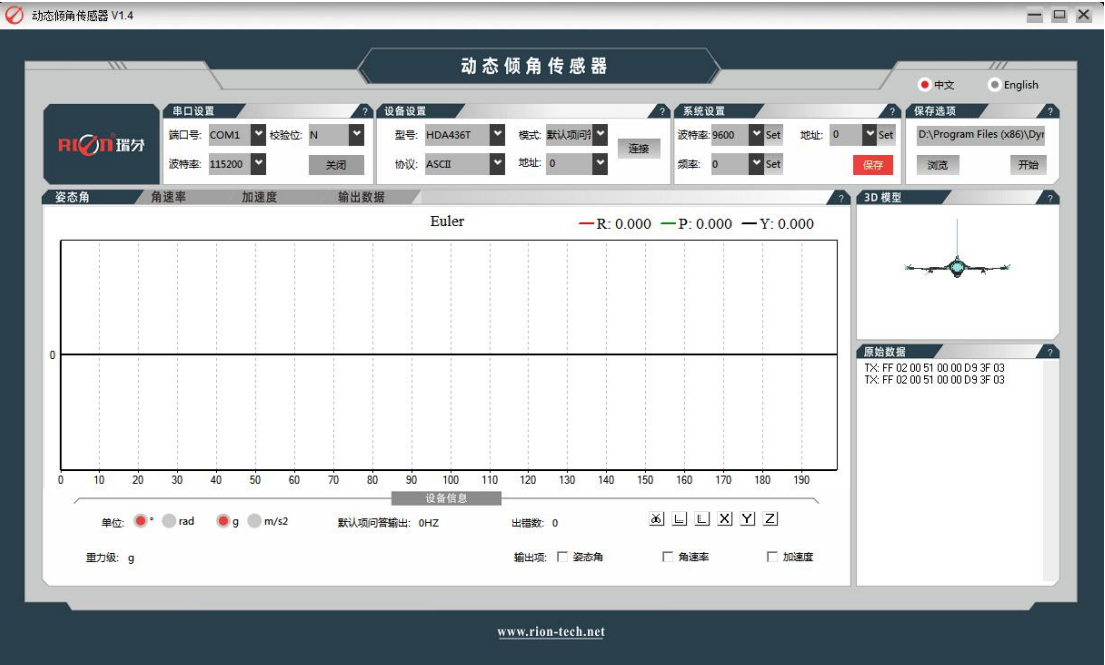 动态倾角传感器 V1.4
动态倾角传感器
中文 English
RION 瑞分
串口设置 ?
端口号: COM1 校验位: N
波特率: 115200 关闭
设备设置 ?
型号: HDA436T 模式: 默认项问答
协议: ASCII 地址: 0
连接
系统设置 ?
波特率: 9600 Set 地址: 0 Set
频率: 0 Set 保存
保存选项 ?
D:\Program Files (x86)\Dyr
浏览 开始
姿态角 角速率 加速度 输出数据 ?
Euler R: 0.000 P: 0.000 Y: 0.000
0
0 10 20 30 40 50 60 70 80 90 100 110 120 130 140 150 160 170 180 190
设备信息
单位: ° rad g m/s2 默认项问答输出: 0HZ 出错数: 0 X Y Z
重力级: g 输出项: 姿态角 角速率 加速度
3D 模型 ?
原始数据 ?
TX: FF 02 00 51 00 00 D9 3F 03
TX: FF 02 00 51 00 00 D9 3F 03
www.rion-tech.net